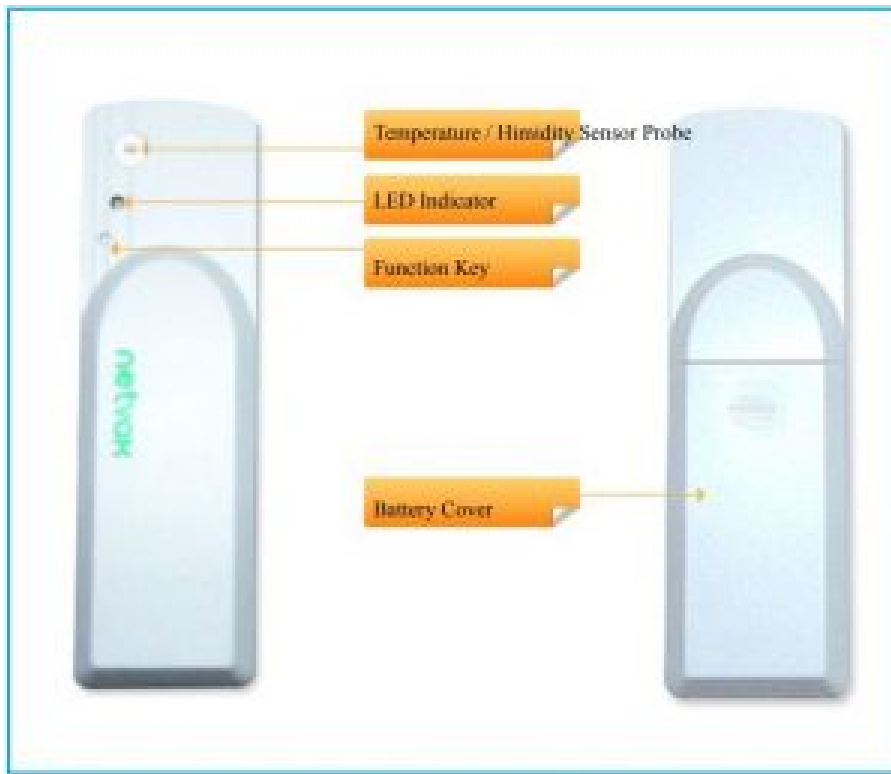 Temperature / Himidity Sensor Probe
LED Indicator
Function Key
netvox
Battery Cover